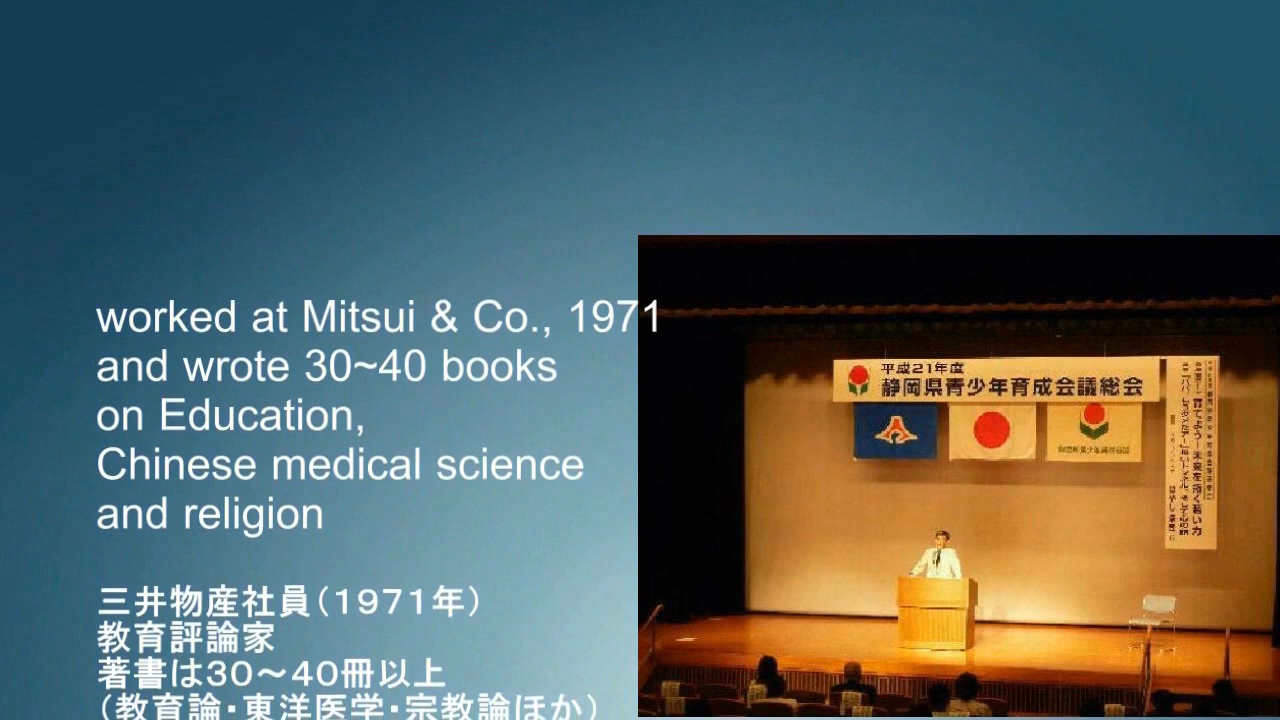 worked at Mitsui & Co., 1971
and wrote 30~40 books
on Education,
Chinese medical science
and religion
三井物産社員（１９７１年）
教育評論家
著書は３０～４０冊以上
（教育論・東洋医学・宗教論ほか）
平成21年度
静岡県青少年育成会議総会